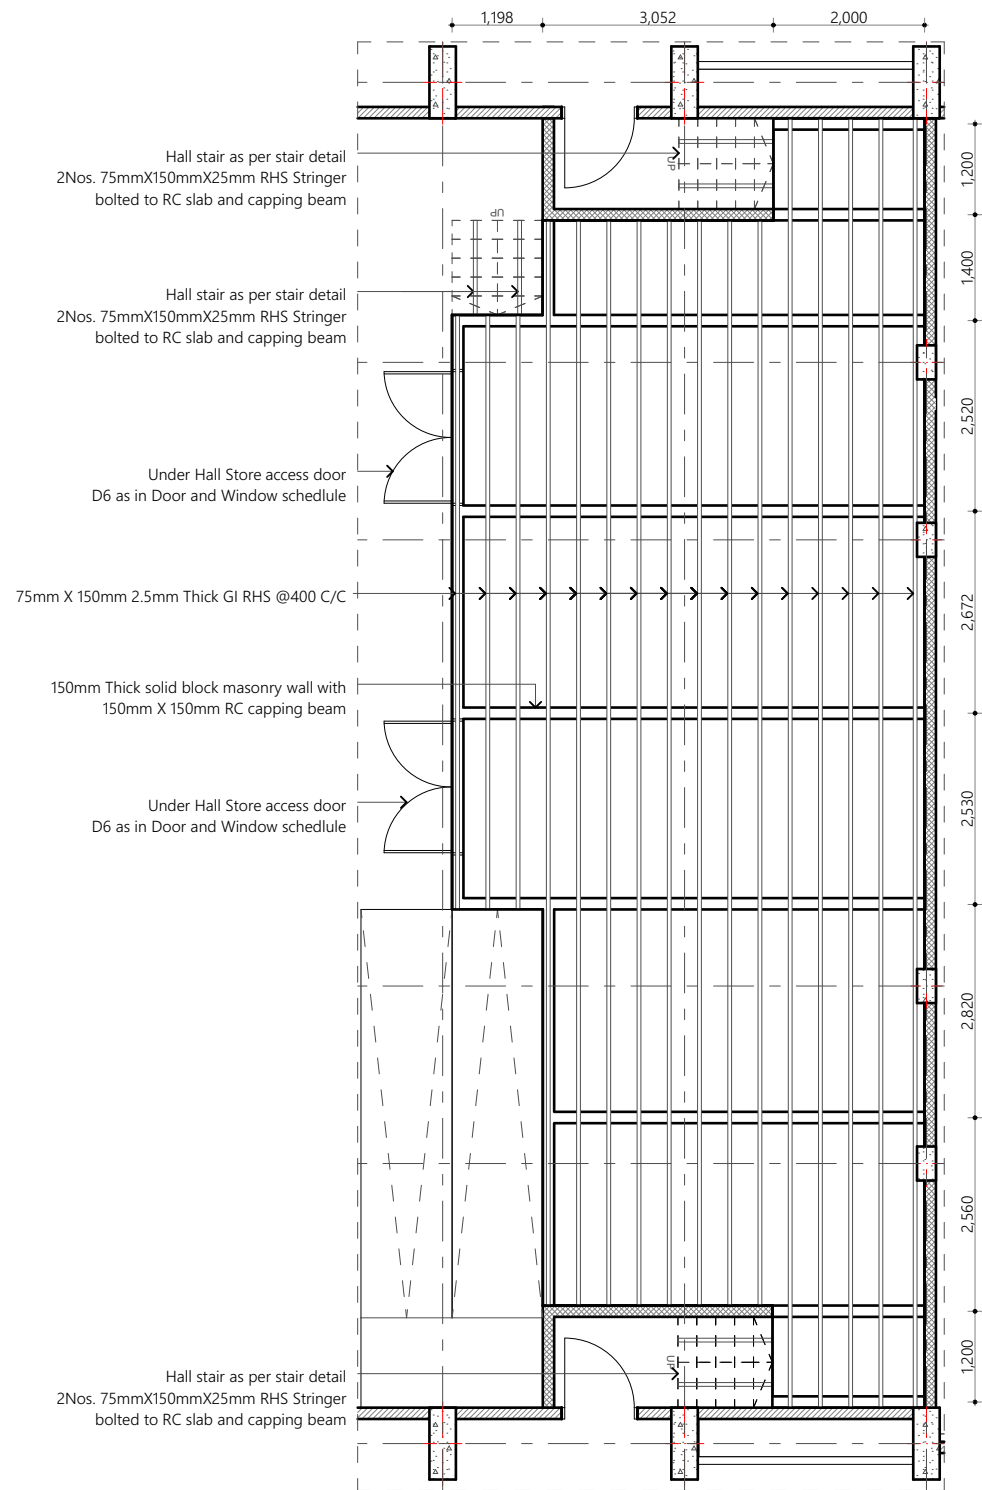 1,198
3,052
2,000
Hall stair as per stair detail
2Nos. 75mmX150mmX25mm RHS Stringer
bolted to RC slab and capping beam
UP
1,200
UP
1,400
Hall stair as per stair detail
2Nos. 75mmX150mmX25mm RHS Stringer
bolted to RC slab and capping beam
2,520
Under Hall Store access door
D6 as in Door and Window schedlule
4
75mm X 150mm 2.5mm Thick GI RHS @400 C/C
2,672
150mm Thick solid block masonry wall with
150mm X 150mm RC capping beam
Under Hall Store access door
D6 as in Door and Window schedlule
2,530
2,820
2,560
Hall stair as per stair detail
2Nos. 75mmX150mmX25mm RHS Stringer
bolted to RC slab and capping beam
UP
1,200